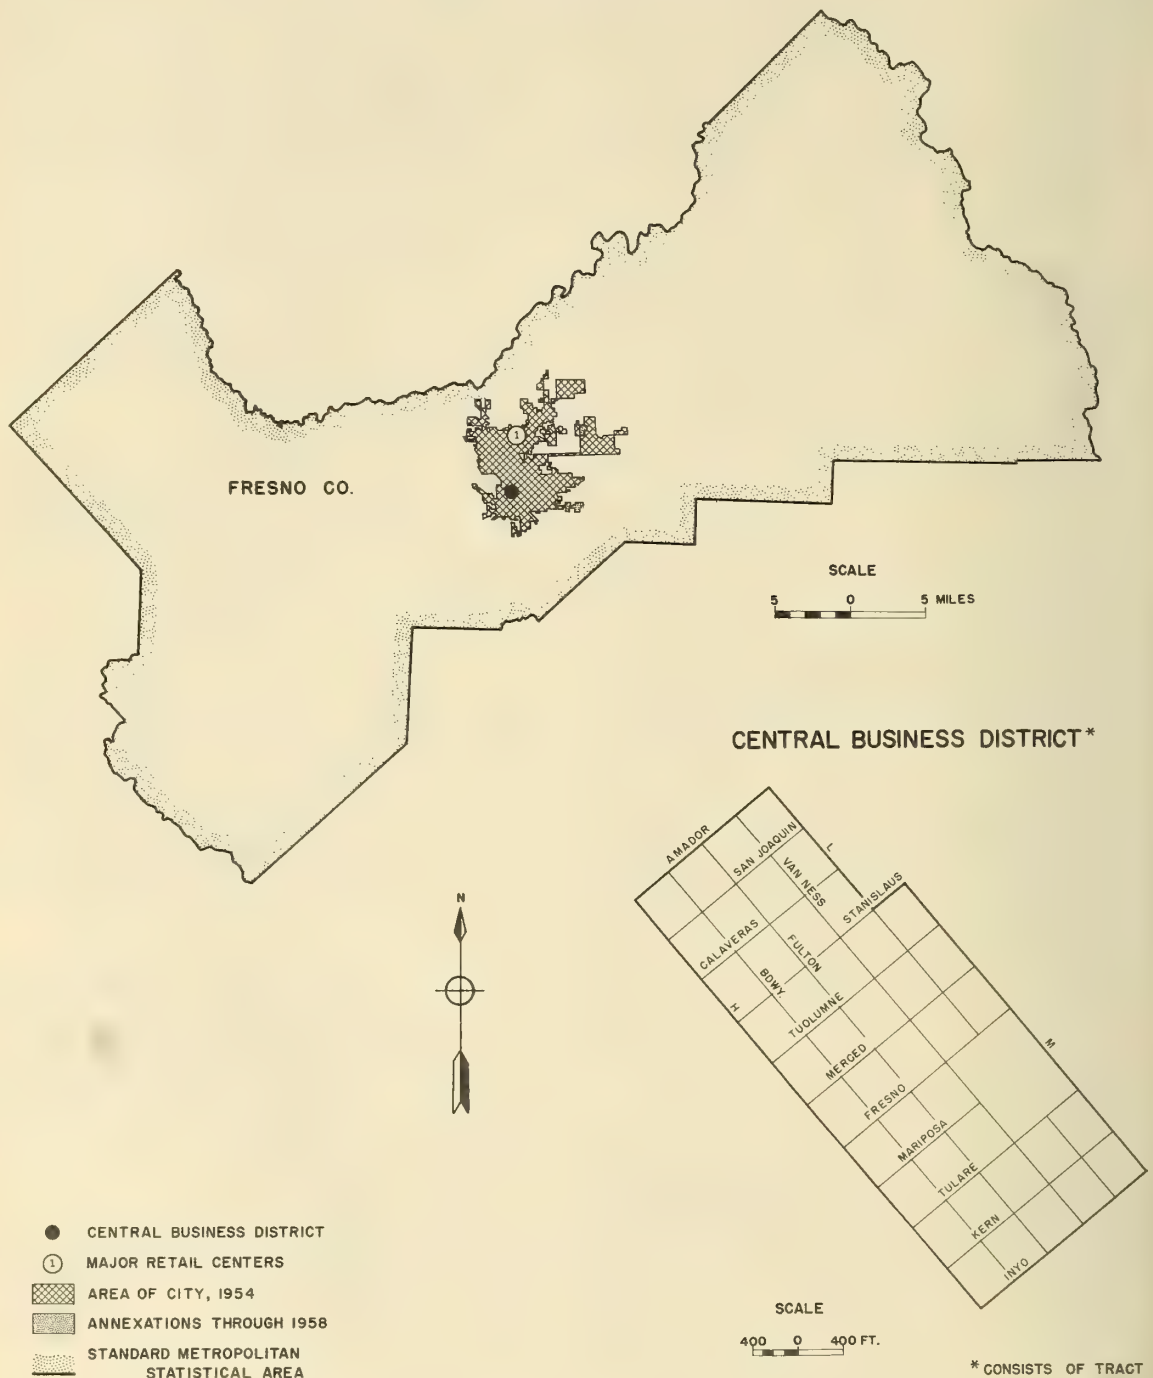 FRESNO CO.
1
SCALE
5 0 5 MILES
CENTRAL BUSINESS DISTRICT*
AMADOR
SAN JOAQUIN
L
VAN NESS
STANISLAUS
CALAVERAS
FULTON
BDWY.
H
TUOLUMNE
MERCED
M
FRESNO
MARIPOSA
TULARE
KERN
INYO
N
CENTRAL BUSINESS DISTRICT
1 MAJOR RETAIL CENTERS
AREA OF CITY, 1954
ANNEXATIONS THROUGH 1958
STANDARD METROPOLITAN
STATISTICAL AREA
SCALE
400 0 400 FT.
* CONSISTS OF TRACT